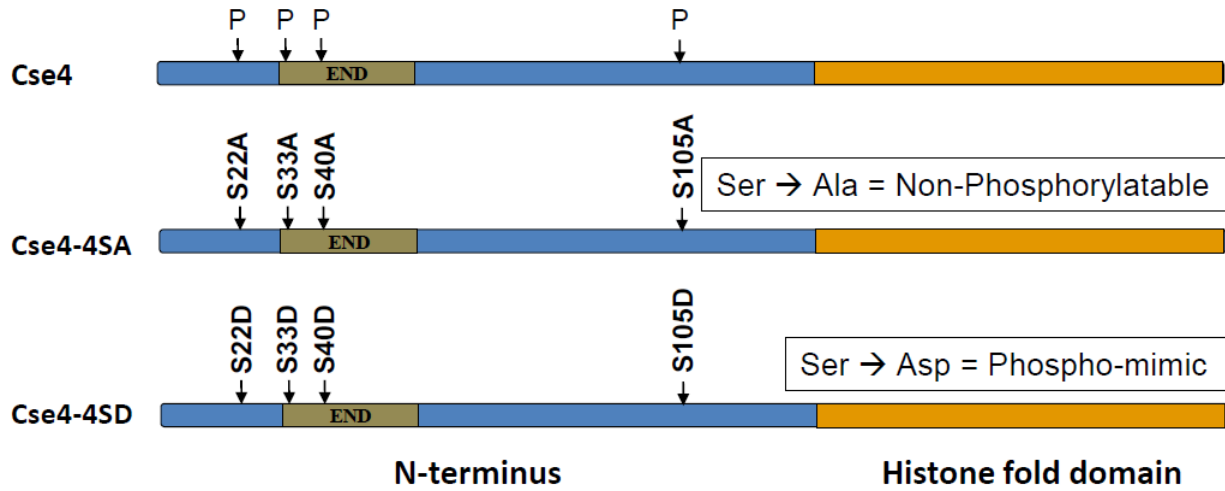 P P P P
Cse4
END
S22A S33A S40A S105A
Ser → Ala = Non-Phosphorylatable
Cse4-4SA
END
S22D S33D S40D S105D
Ser → Asp = Phospho-mimic
Cse4-4SD
END
N-terminus Histone fold domain